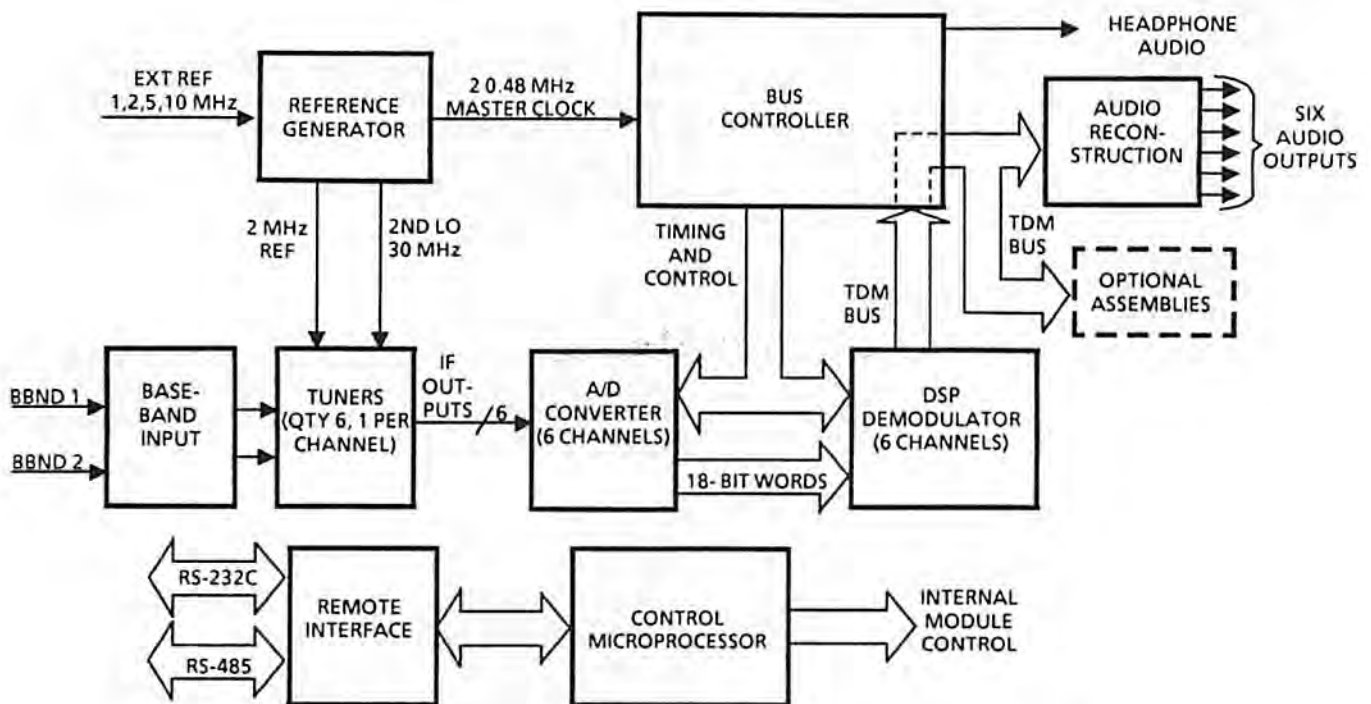 HEADPHONE
AUDIO
EXT REF
1,2,5,10 MHz
REFERENCE
GENERATOR
2 0.48 MHz
MASTER CLOCK
BUS
CONTROLLER
AUDIO
RECON-
STRUCTION
SIX
AUDIO
OUTPUTS
2 MHz
REF
2ND LO
30 MHz
TIMING
AND
CONTROL
TDM
BUS
TDM
BUS
OPTIONAL
ASSEMBLIES
BBND 1
BBND 2
BASE-
BAND
INPUT
TUNERS
(QTY 6, 1 PER
CHANNEL)
IF
OUT-
PUTS
/6
A/D
CONVERTER
(6 CHANNELS)
18- BIT WORDS
DSP
DEMODULATOR
(6 CHANNELS)
RS-232C
RS-485
REMOTE
INTERFACE
CONTROL
MICROPROCESSOR
INTERNAL
MODULE
CONTROL